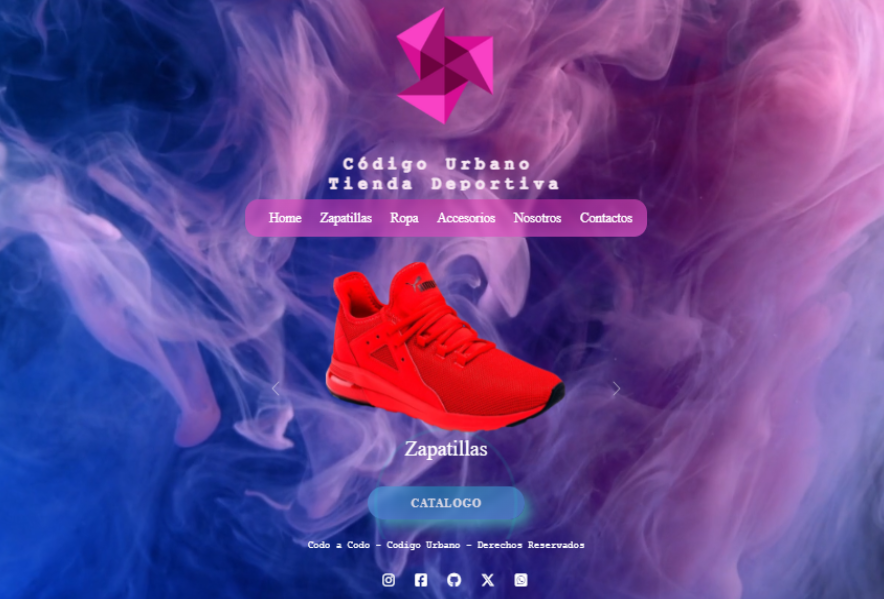 Código Urbano
Tienda Deportiva
Home Zapatillas Ropa Accesorios Nosotros Contactos
Zapatillas
CATALOGO
Codo a Codo - Codigo Urbano - Derechos Reservados